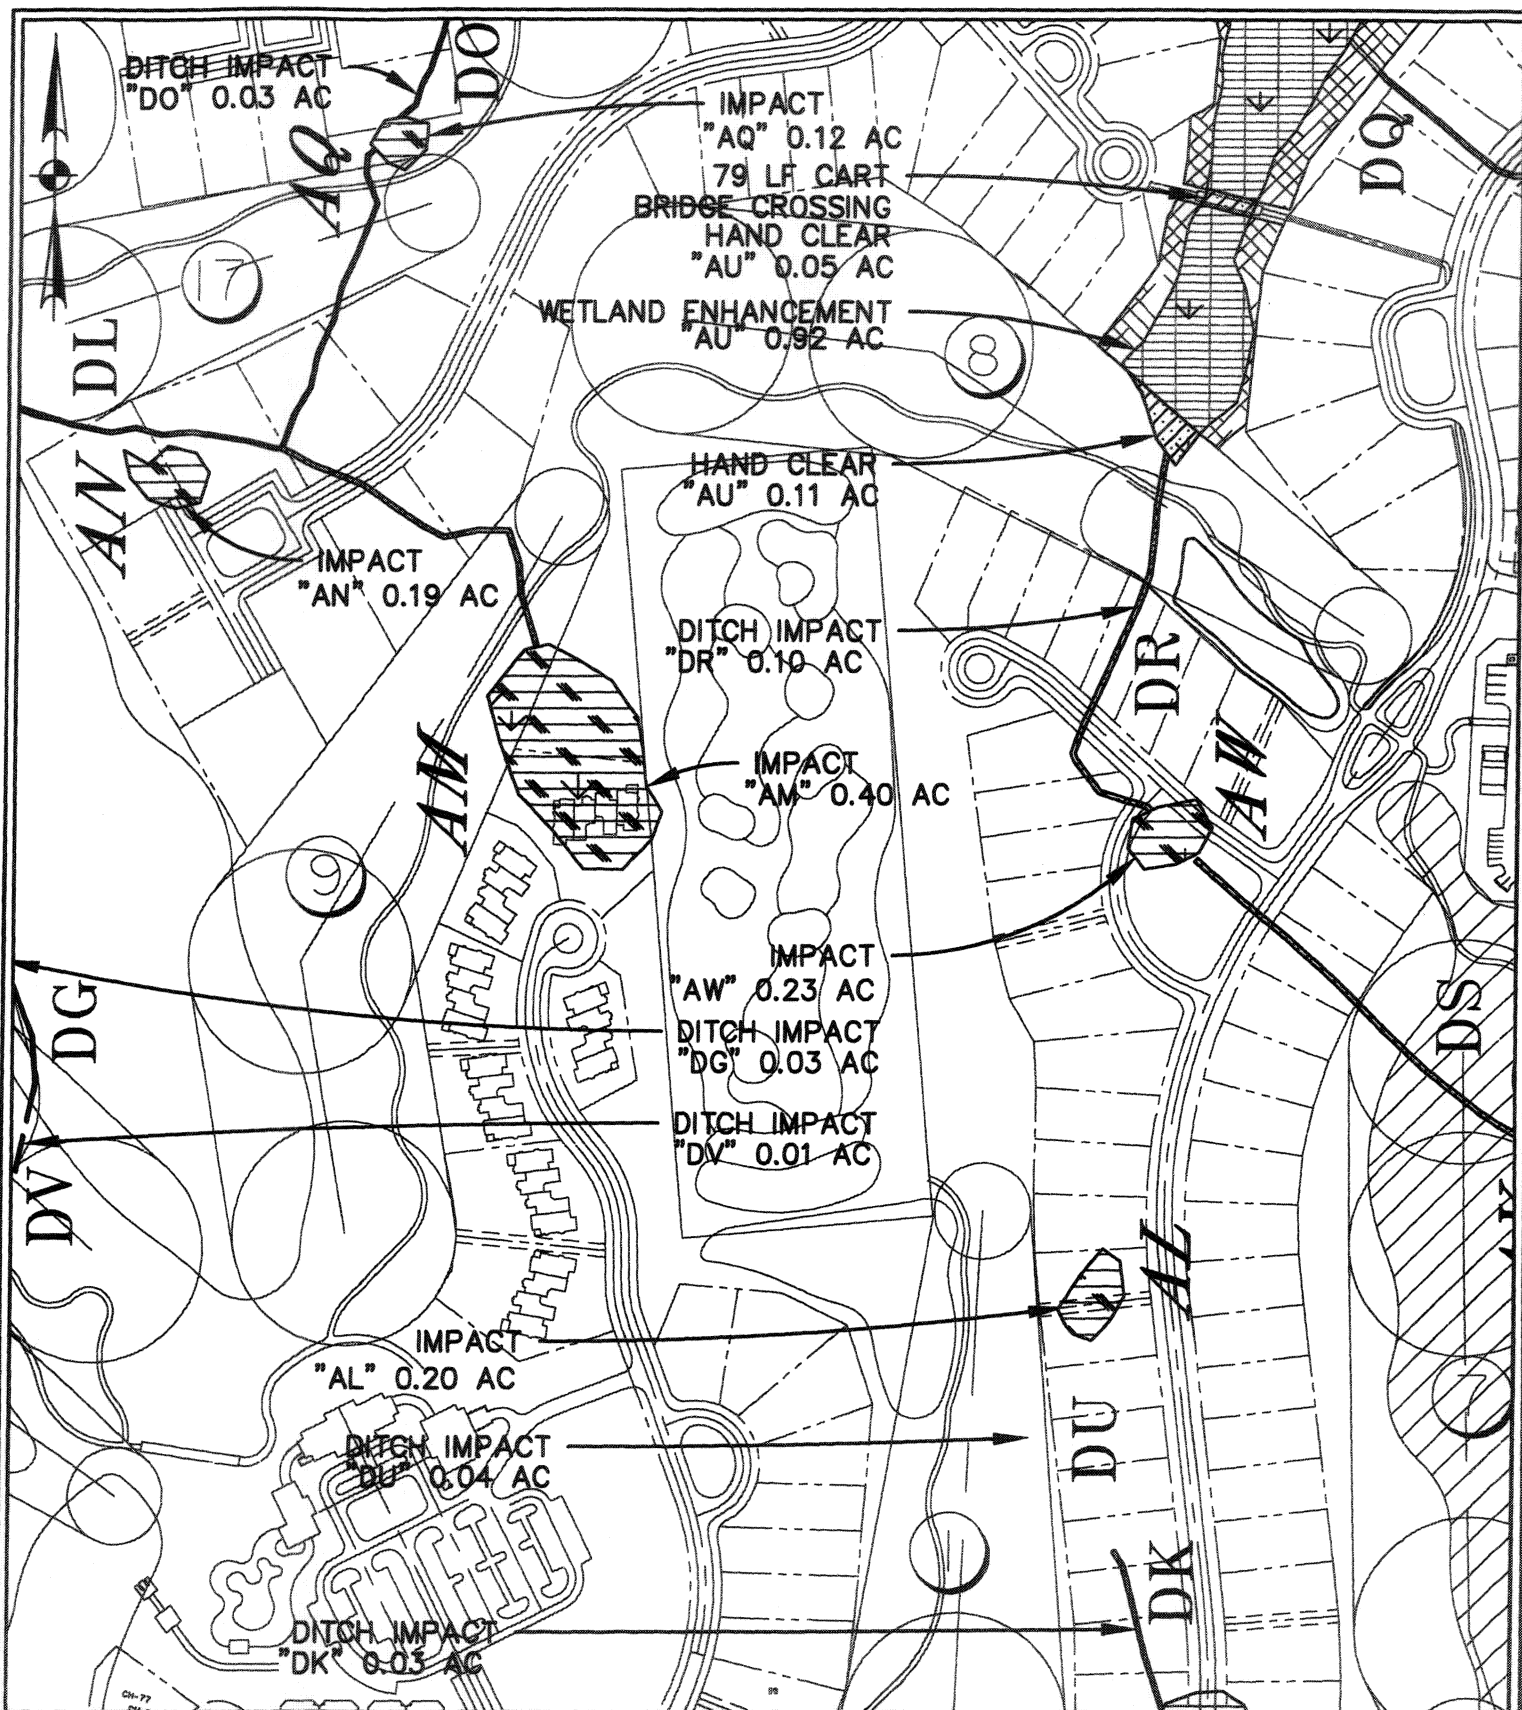 DITCH IMPACT
"DO" 0.03 AC
DO
IMPACT
"AQ" 0.12 AC
AQ
79 LF CART
BRIDGE CROSSING
HAND CLEAR
"AU" 0.05 AC
DQ
17
WETLAND ENHANCEMENT
"AU" 0.92 AC
8
DL
HAND CLEAR
"AU" 0.11 AC
AN
IMPACT
"AN" 0.19 AC
DITCH IMPACT
"DR" 0.10 AC
DR
AM
IMPACT
"AM" 0.40 AC
AW
9
IMPACT
"AW" 0.23 AC
DG
DITCH IMPACT
"DG" 0.03 AC
DS
DITCH IMPACT
"DV" 0.01 AC
DV
AL
IMPACT
"AL" 0.20 AC
7
DITCH IMPACT
"DU" 0.04 AC
DU
DK
DITCH IMPACT
"DK" 0.03 AC
CH-77